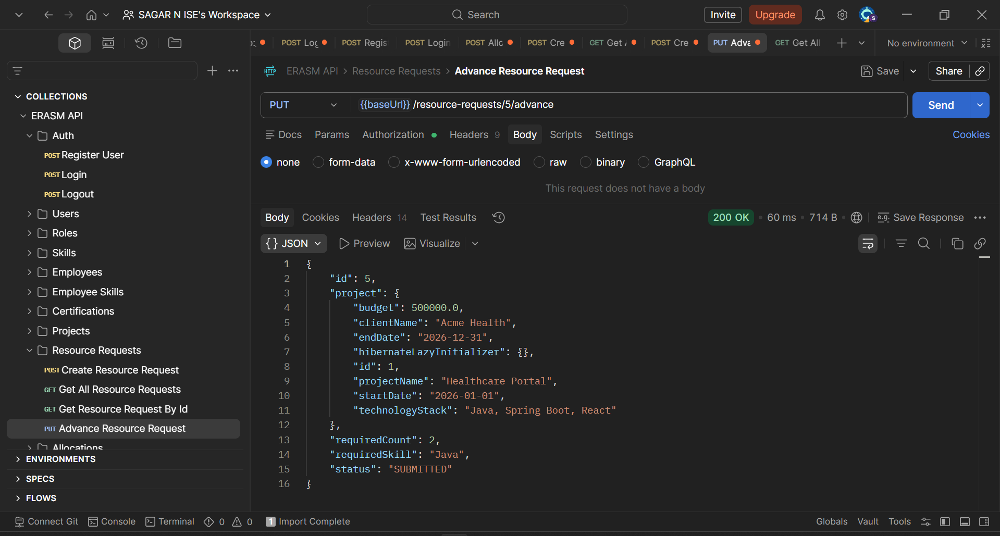 SAGAR N ISE's Workspace
Search
Invite
Upgrade
POST Log
POST Regis
POST Login
POST Allo
POST Cre
GET Get
POST Cre
PUT Adva
GET Get All
No environment
HTTP
ERASM API > Resource Requests > Advance Resource Request
Save
Share
COLLECTIONS
ERASM API
Auth
POST Register User
POST Login
POST Logout
Users
Roles
Skills
Employees
Employee Skills
Certifications
Projects
Resource Requests
POST Create Resource Request
GET Get All Resource Requests
GET Get Resource Request By Id
PUT Advance Resource Request
Allocations
ENVIRONMENTS
SPECS
FLOWS
PUT
{{baseUrl}}/resource-requests/5/advance
Send
Docs Params Authorization Headers 9 Body Scripts Settings
Cookies
none form-data x-www-form-urlencoded raw binary GraphQL
This request does not have a body
Body Cookies Headers 14 Test Results
200 OK • 60 ms • 714 B
e.g. Save Response
{} JSON Preview Visualize
1 {
2 "id": 5,
3 "project": {
4 "budget": 500000.0,
5 "clientName": "Acme Health",
6 "endDate": "2026-12-31",
7 "hibernateLazyInitializer": {},
8 "id": 1,
9 "projectName": "Healthcare Portal",
10 "startDate": "2026-01-01",
11 "technologyStack": "Java, Spring Boot, React"
12 },
13 "requiredCount": 2,
14 "requiredSkill": "Java",
15 "status": "SUBMITTED"
16 }
Connect Git Console Terminal 0 0 1 Import Complete
Globals Vault Tools